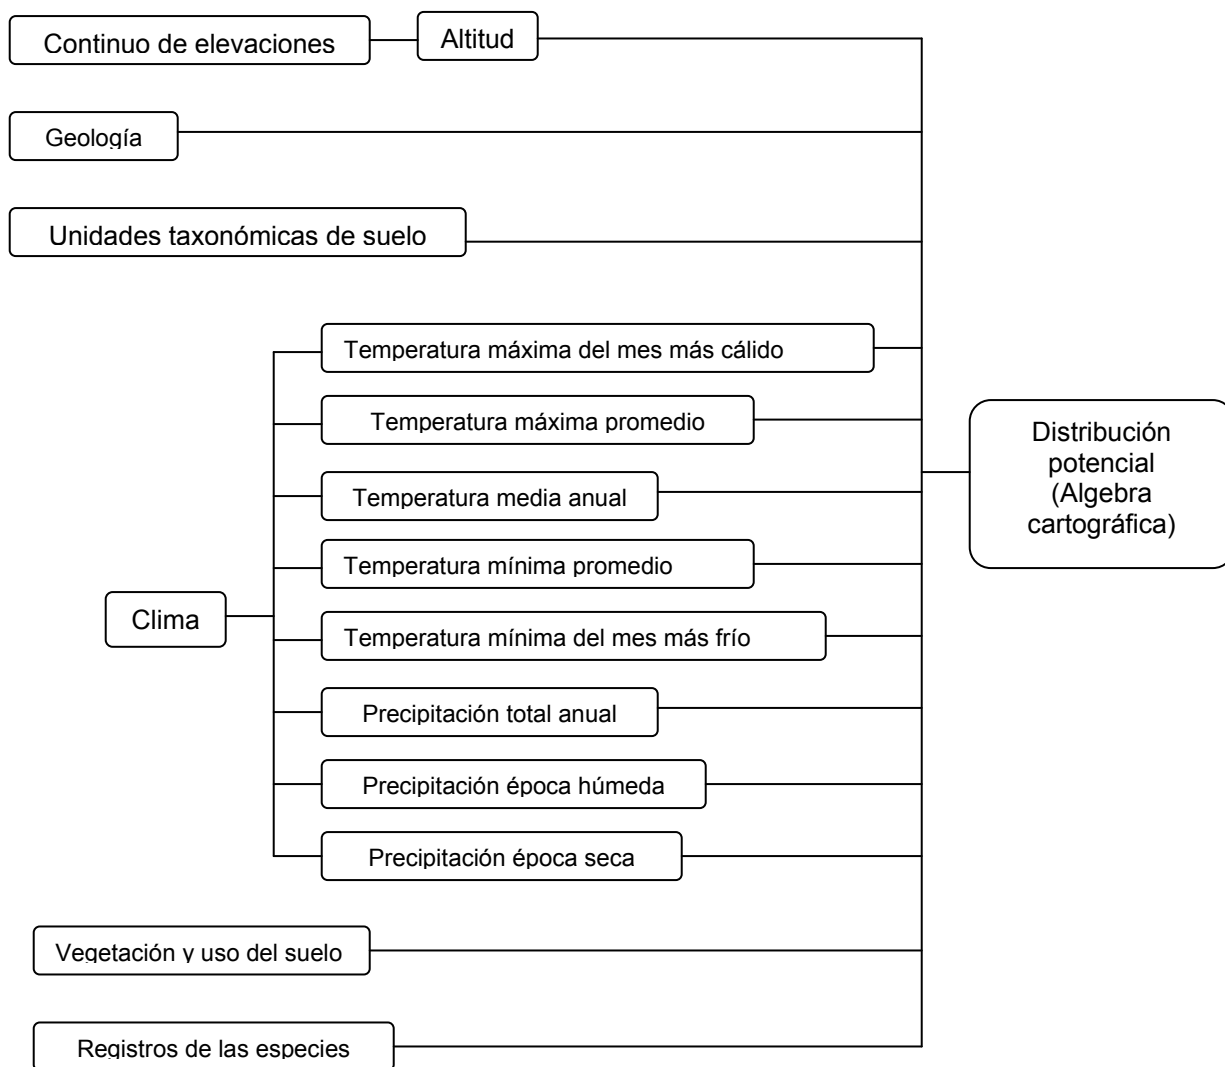 Continuo de elevaciones
Altitud
Geología
Unidades taxonómicas de suelo
Temperatura máxima del mes más cálido
Temperatura máxima promedio
Temperatura media anual
Temperatura mínima promedio
Clima
Temperatura mínima del mes más frío
Precipitación total anual
Precipitación época húmeda
Precipitación época seca
Vegetación y uso del suelo
Registros de las especies
Distribución
potencial
(Algebra
cartográfica)